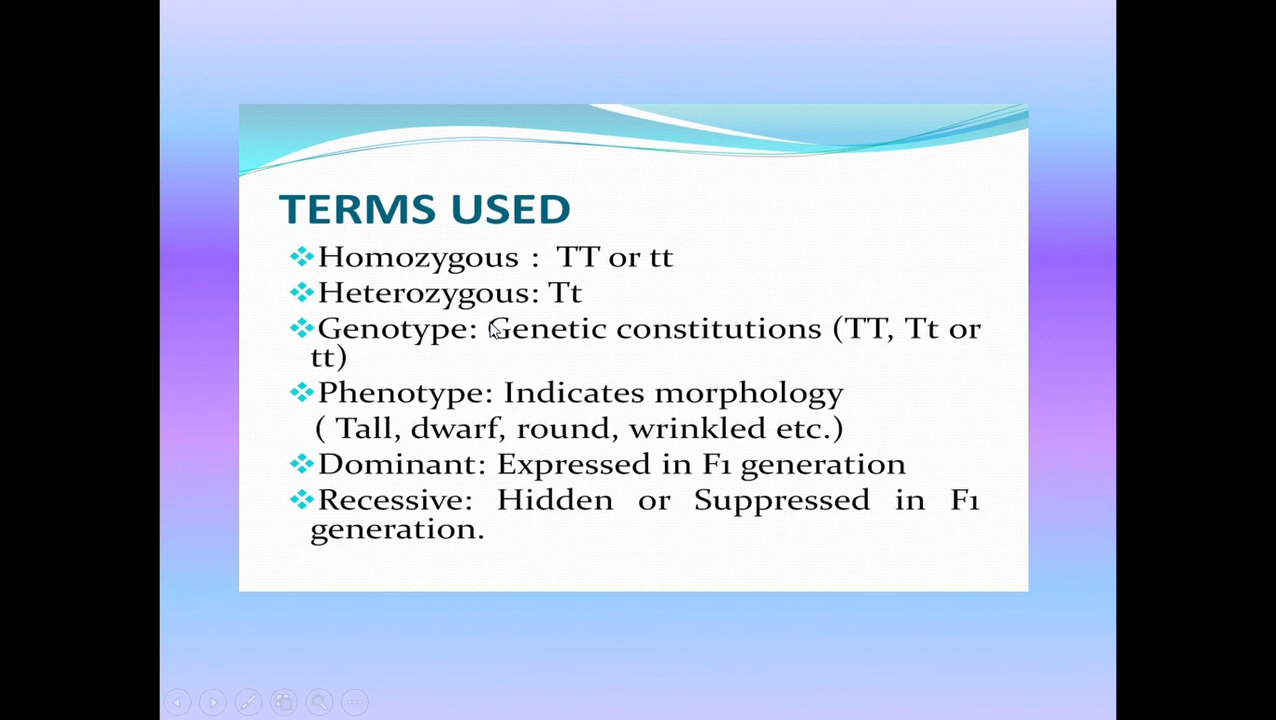 TERMS USED
❖Homozygous : TT or tt
❖Heterozygous: Tt
❖Genotype: Genetic constitutions (TT, Tt or
tt)
❖Phenotype: Indicates morphology
( Tall, dwarf, round, wrinkled etc.)
❖Dominant: Expressed in F1 generation
❖Recessive: Hidden or Suppressed in F1
generation.